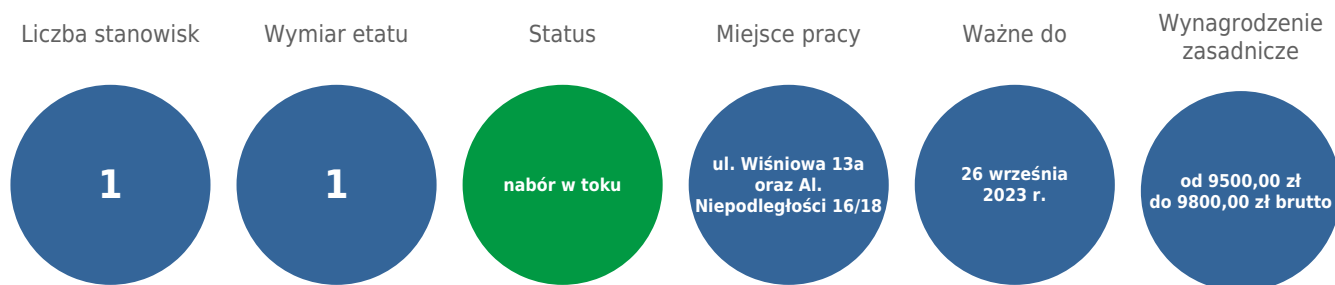 Liczba stanowisk
1
Wymiar etatu
1
Status
nabór w toku
Miejsce pracy
ul. Wiśniowa 13a
oraz Al.
Niepodległości 16/18
Ważne do
26 września
2023 r.
Wynagrodzenie
zasadnicze
od 9500,00 zł
do 9800,00 zł brutto